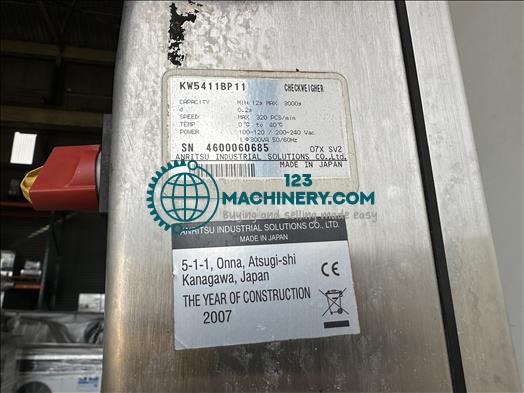 KW5411BP11 CHECKWEIGHER
CAPACITY MIN 12g MAX 3000g
d 0.2g
SPEED MAX 320 PCS/min
TEMP 0℃ to 40℃
POWER 100-120 / 200-240 Vac
1 Φ 300VA 50/60Hz
SN 4600060685 07X SV2
ANRITSU INDUSTRIAL SOLUTIONS CO.,Ltd.
MADE IN JAPAN
123
MACHINERY.COM
Buying and selling made easy
ANRITSU INDUSTRIAL SOLUTIONS CO., LTD.
MADE IN JAPAN
5-1-1, Onna, Atsugi-shi
Kanagawa, Japan
THE YEAR OF CONSTRUCTION
2007
CE